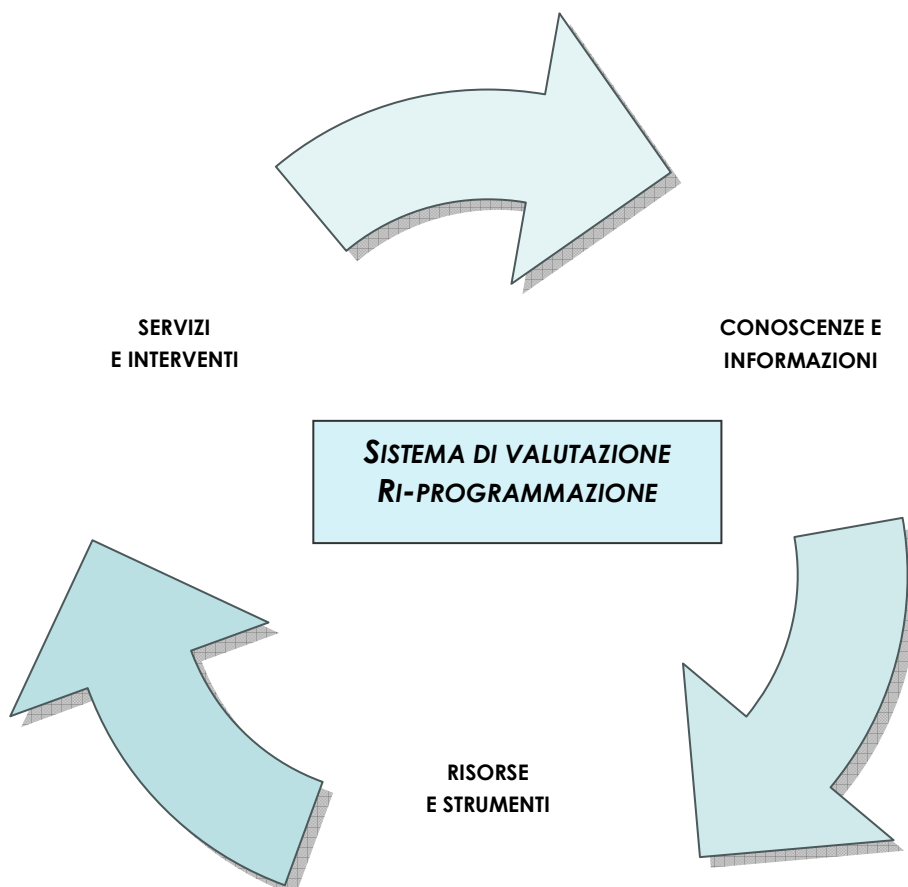 SERVIZI
E INTERVENTI
CONOSCENZE E
INFORMAZIONI
SISTEMA DI VALUTAZIONE
RI-PROGRAMMAZIONE
RISORSE
E STRUMENTI